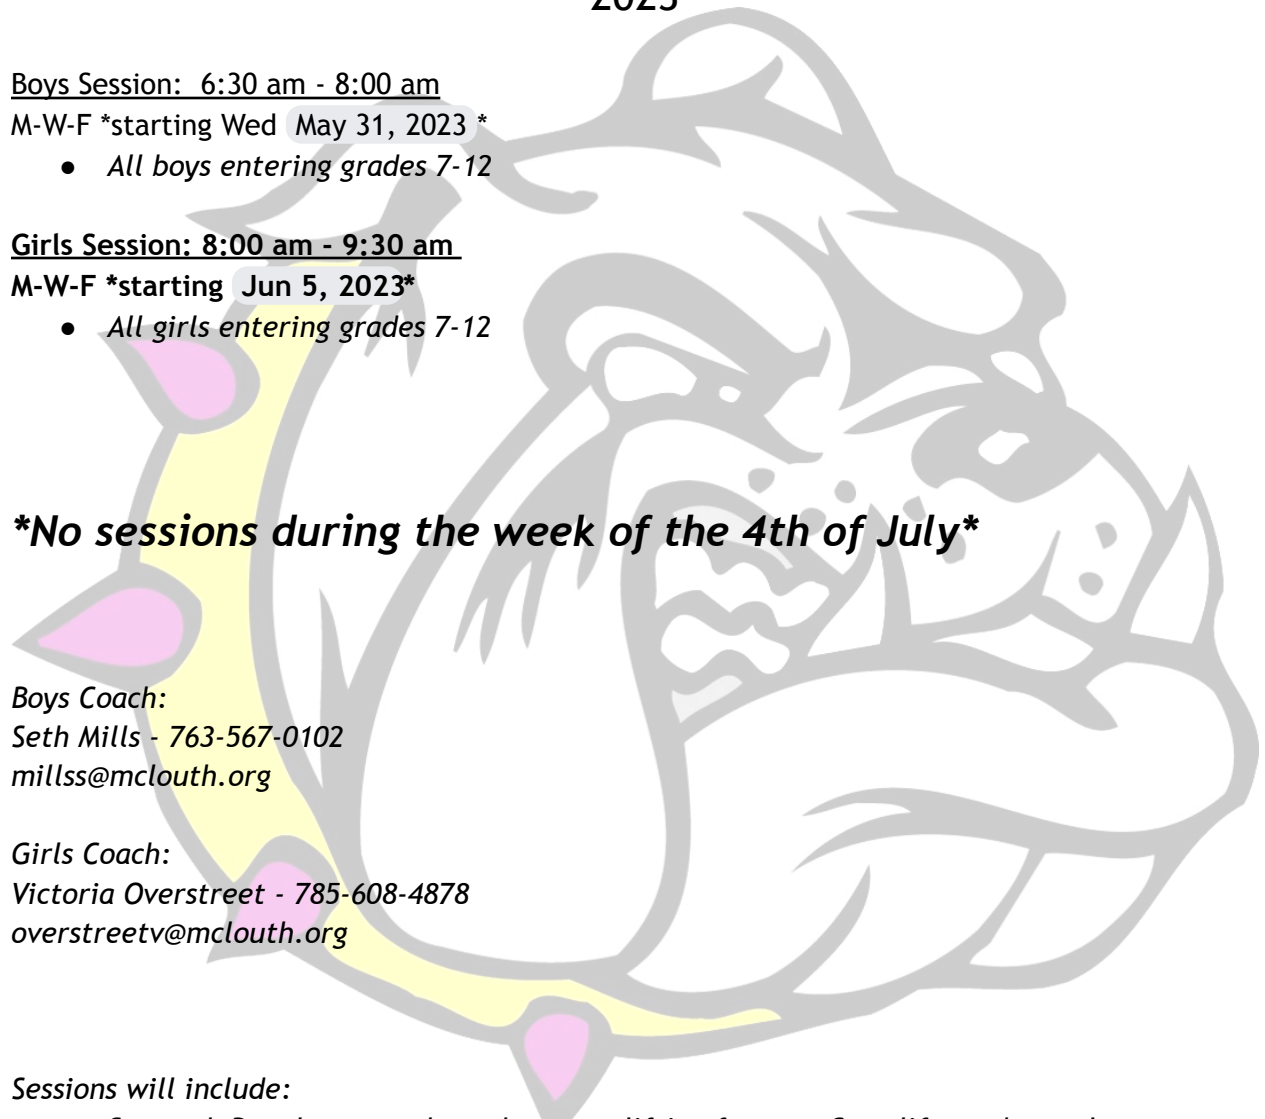 2023
Boys Session: 6:30 am - 8:00 am
M-W-F *starting Wed May 31, 2023 *
● All boys entering grades 7-12
Girls Session: 8:00 am - 9:30 am
M-W-F *starting Jun 5, 2023*
● All girls entering grades 7-12
*No sessions during the week of the 4th of July*
Boys Coach:
Seth Mills - 763-567-0102
millss@mclouth.org
Girls Coach:
Victoria Overstreet - 785-608-4878
overstreetv@mclouth.org
Sessions will include: